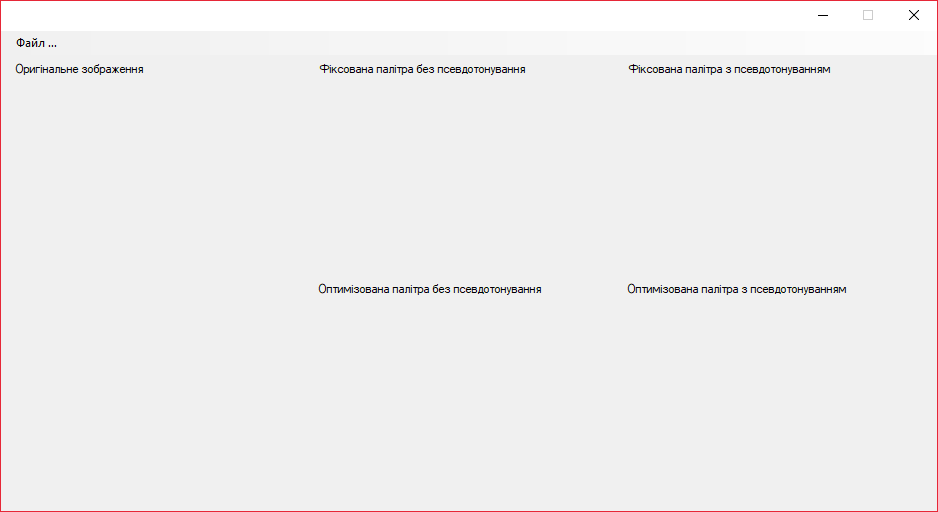 Файл ...
Оригінальне зображення
Фіксована палітра без псевдотонування
Фіксована палітра з псевдотонуванням
Оптимізована палітра без псевдотонування
Оптимізована палітра з псевдотонуванням